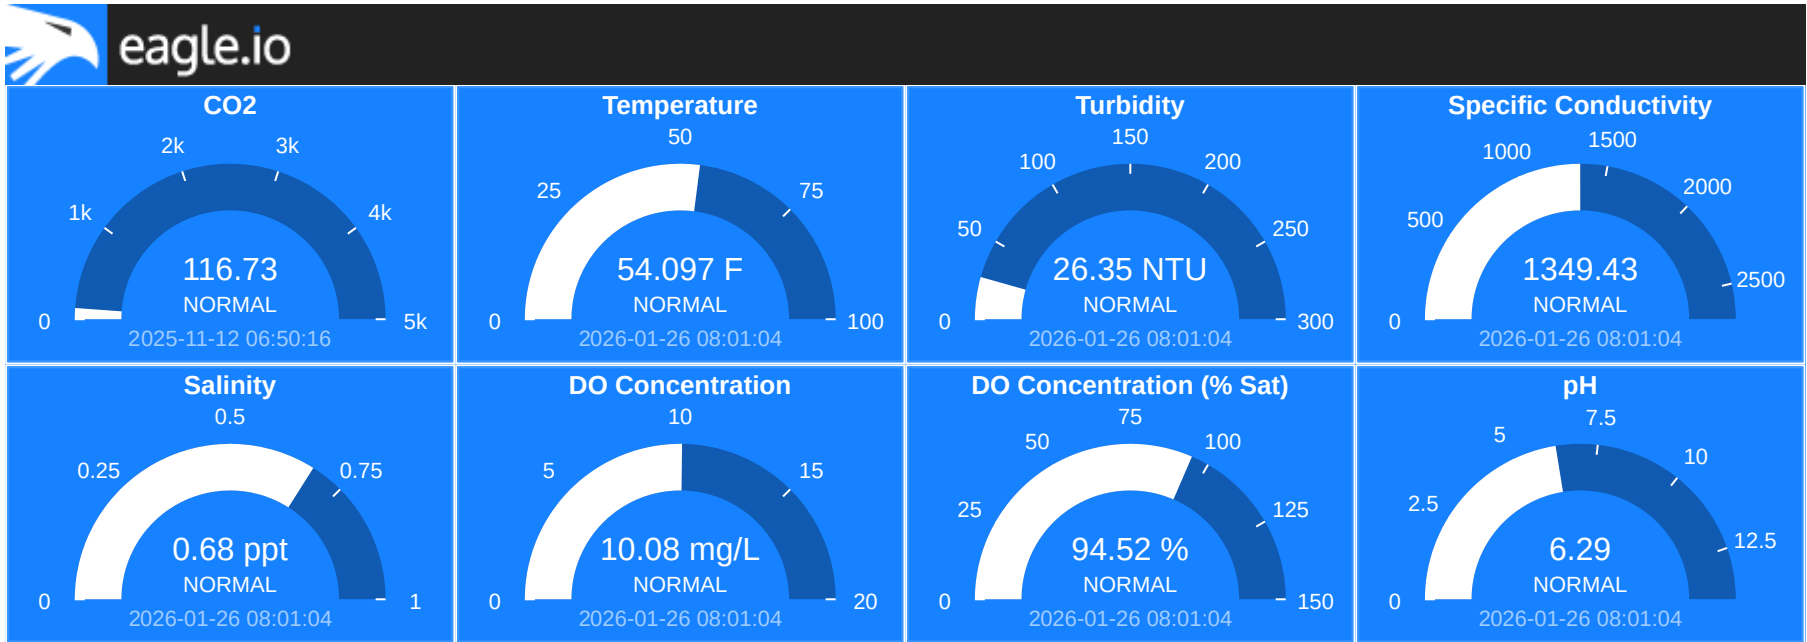 eagle.io
CO2
0
1k
2k
3k
4k
5k
116.73
NORMAL
2025-11-12 06:50:16
Temperature
0
25
50
75
100
54.097 F
NORMAL
2026-01-26 08:01:04
Turbidity
0
50
100
150
200
250
300
26.35 NTU
NORMAL
2026-01-26 08:01:04
Specific Conductivity
0
500
1000
1500
2000
2500
1349.43
NORMAL
2026-01-26 08:01:04
Salinity
0
0.25
0.5
0.75
1
0.68 ppt
NORMAL
2026-01-26 08:01:04
DO Concentration
0
5
10
15
20
10.08 mg/L
NORMAL
2026-01-26 08:01:04
DO Concentration (% Sat)
0
25
50
75
100
125
150
94.52 %
NORMAL
2026-01-26 08:01:04
pH
0
2.5
5
7.5
10
12.5
6.29
NORMAL
2026-01-26 08:01:04